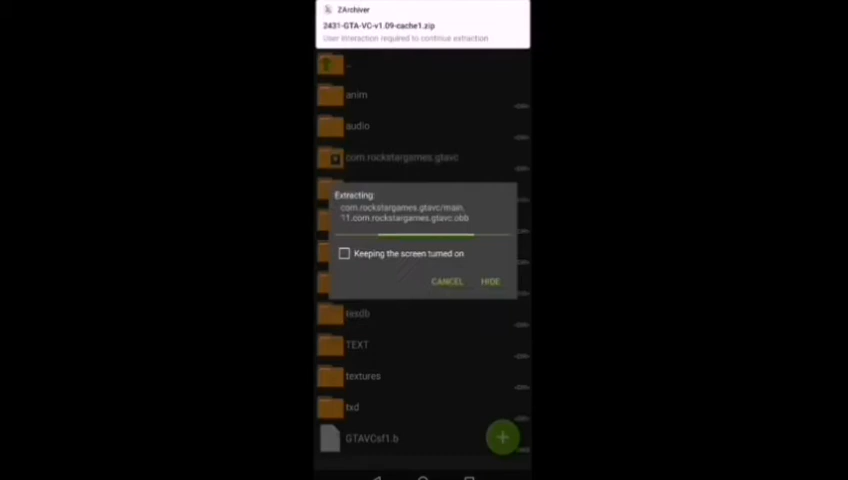 ZArchiver
2431-GTA-VC-v1.09-cache1.zip
User interaction required to continue extraction
..
anim
audio
com.rockstargames.gtavc
Extracting:
com.rockstargames.gtavc/main.
11.com.rockstargames.gtavc.obb
Keeping the screen turned on
CANCEL HIDE
texdb
TEXT
textures
txd
GTAVCsf1.b